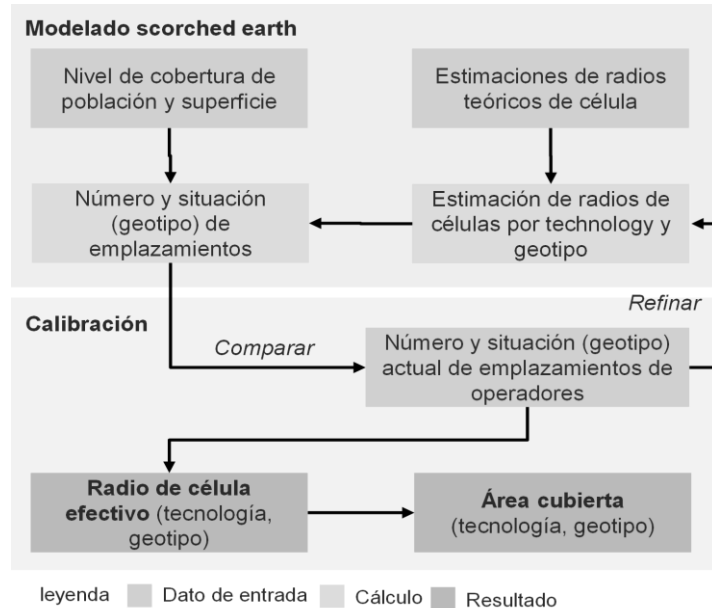 Modelado scorched earth
Nivel de cobertura de
población y superficie
Estimaciones de radios
teóricos de célula
Número y situación
(geotipo) de
emplazamientos
Estimación de radios de
células por technology y
geotipo
Refinar
Calibración
Comparar
Número y situación (geotipo)
actual de emplazamientos de
operadores
Radio de célula
efectivo (tecnología,
geotipo)
Área cubierta
(tecnología, geotipo)
leyenda Dato de entrada Cálculo Resultado